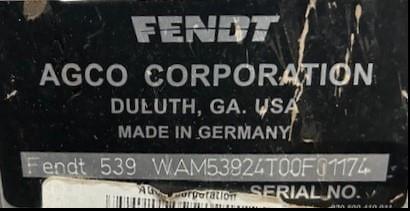 FENDT
AGCO CORPORATION
DULUTH, GA. USA
MADE IN GERMANY
Fendt 539 WAM53924T00F01174
SERIAL NO.